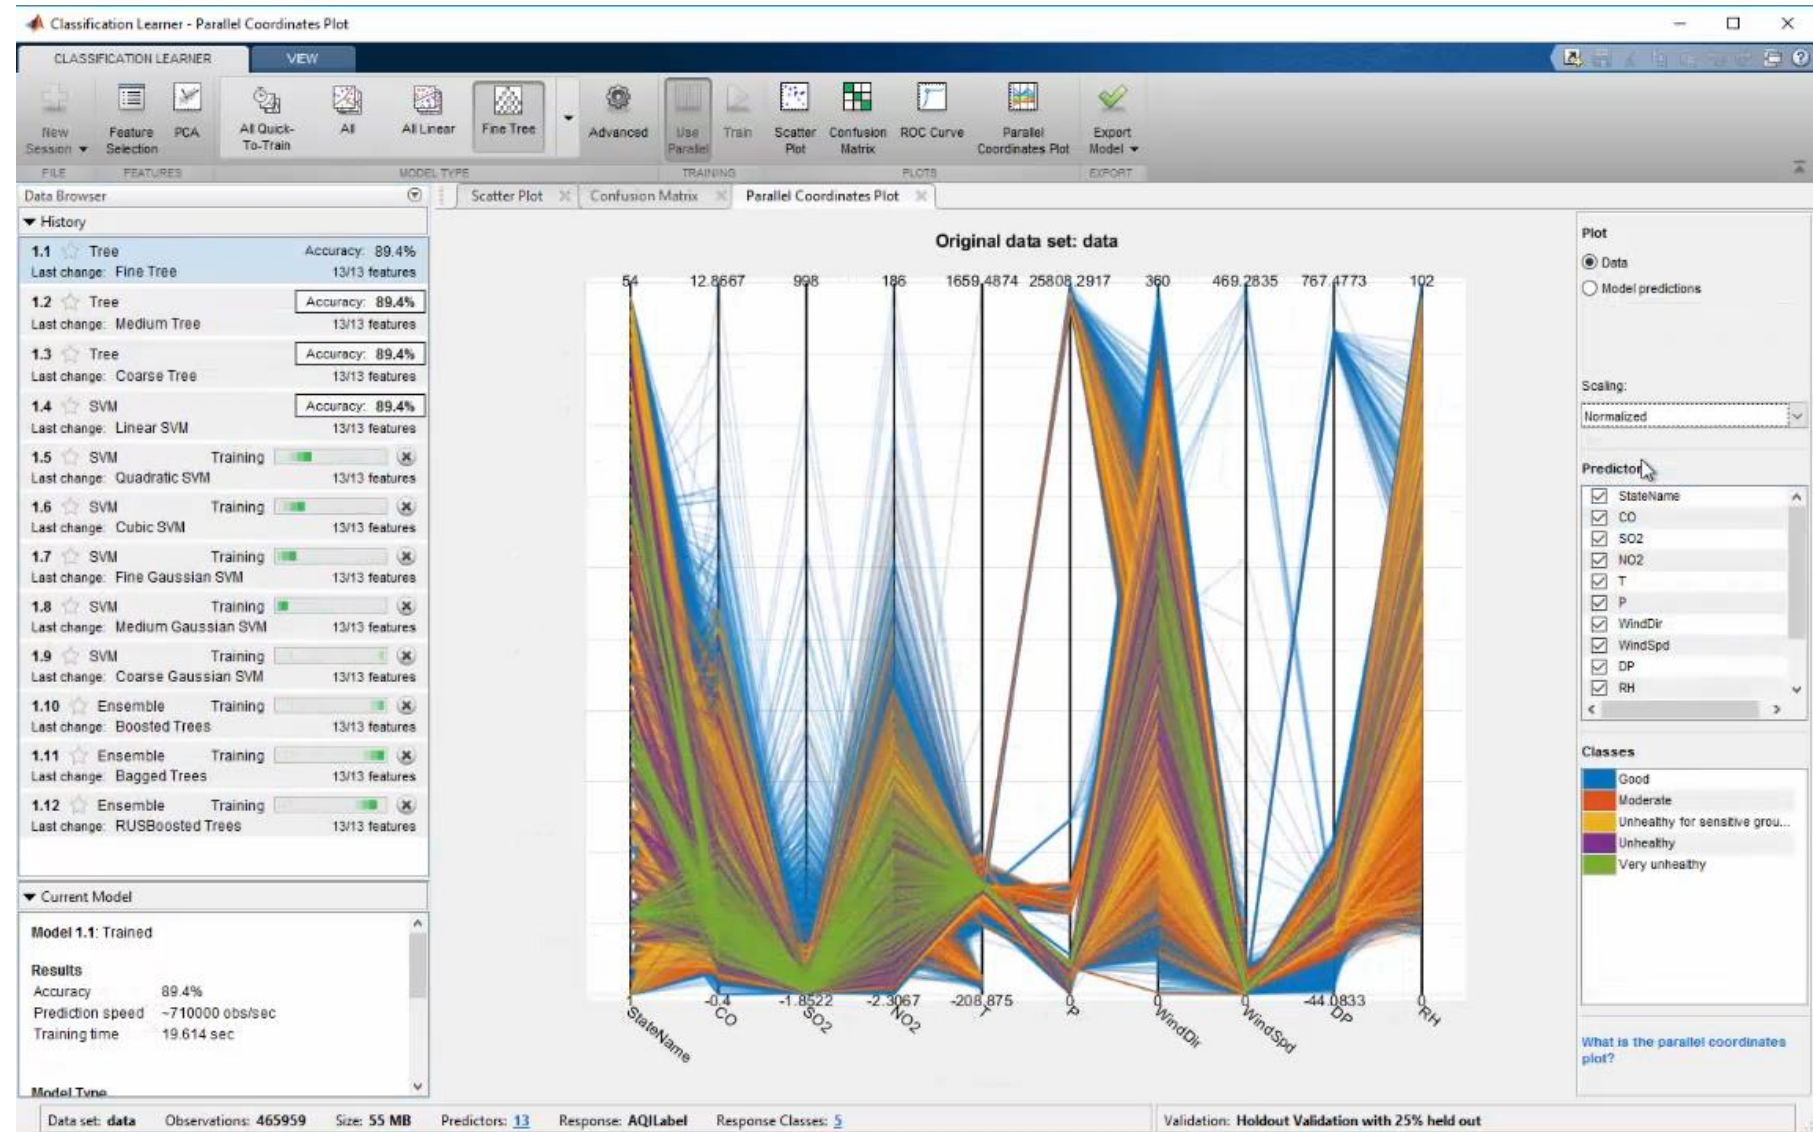 Classification Learner - Parallel Coordinates Plot
CLASSIFICATION LEARNER
VIEW
New Session
Feature Selection
PCA
All Quick-To-Train
All
All Linear
Fine Tree
Advanced
Use Parallel
Train
Scatter Plot
Confusion Matrix
ROC Curve
Parallel Coordinates Plot
Export Model
FILE
FEATURES
MODEL TYPE
TRAINING
PLOTS
EXPORT
Data Browser
Scatter Plot
Confusion Matrix
Parallel Coordinates Plot
History
1.1 Tree Accuracy: 89.4%
Last change: Fine Tree 13/13 features
1.2 Tree Accuracy: 89.4%
Last change: Medium Tree 13/13 features
1.3 Tree Accuracy: 89.4%
Last change: Coarse Tree 13/13 features
1.4 SVM Accuracy: 89.4%
Last change: Linear SVM 13/13 features
1.5 SVM Training
Last change: Quadratic SVM 13/13 features
1.6 SVM Training
Last change: Cubic SVM 13/13 features
1.7 SVM Training
Last change: Fine Gaussian SVM 13/13 features
1.8 SVM Training
Last change: Medium Gaussian SVM 13/13 features
1.9 SVM Training
Last change: Coarse Gaussian SVM 13/13 features
1.10 Ensemble Training
Last change: Boosted Trees 13/13 features
1.11 Ensemble Training
Last change: Bagged Trees 13/13 features
1.12 Ensemble Training
Last change: RUSBoosted Trees 13/13 features
Current Model
Model 1.1: Trained
Results
Accuracy 89.4%
Prediction speed ~710000 obs/sec
Training time 19.614 sec
Model Type
Original data set: data
54 12.8667 998 186 1659.4874 25808.2917 360 469.2835 767.4773 102
-0.4 -1.8522 -2.3067 -208.875 0 0 0 -44.0833 0
StateName CO SO2 NO2 T P WindDir WindSpd DP RH
Plot
Data
Model predictions
Scaling:
Normalized
Predictor
StateName
CO
SO2
NO2
T
P
WindDir
WindSpd
DP
RH
Classes
Good
Moderate
Unhealthy for sensitive grou...
Unhealthy
Very unhealthy
What is the parallel coordinates
plot?
Data set: data Observations: 465959 Size: 55 MB Predictors: 13 Response: AQILabel Response Classes: 5 Validation: Holdout Validation with 25% held out